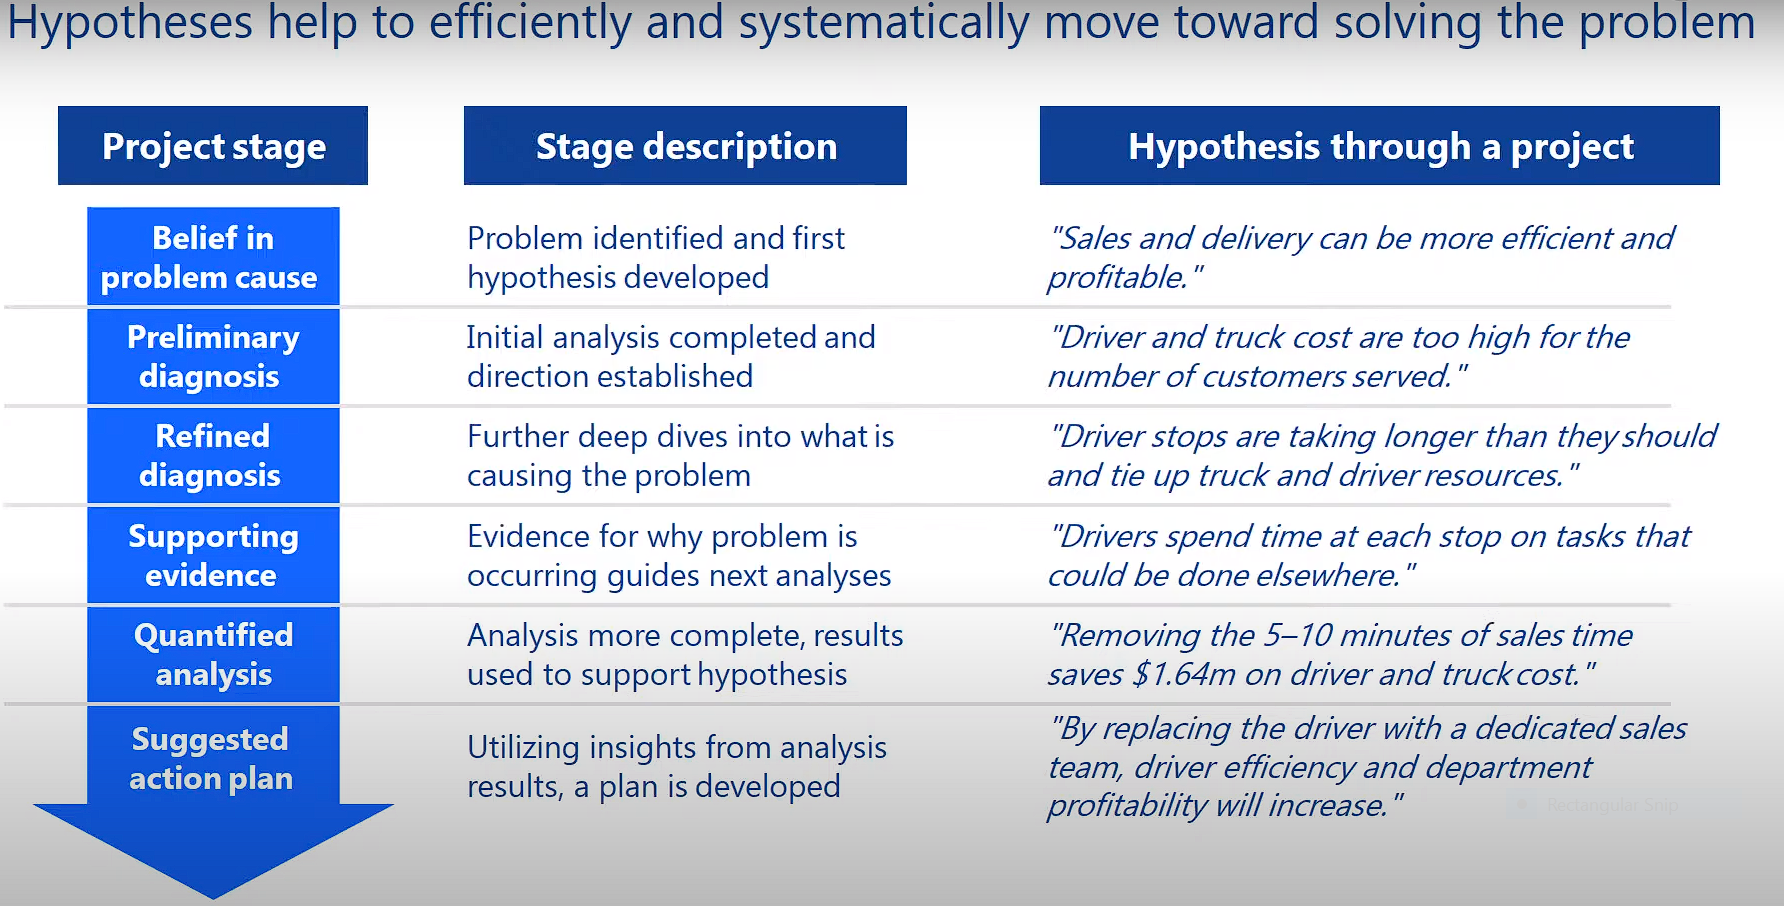 Hypotheses help to efficiently and systematically move toward solving the problem
Project stage
Stage description
Hypothesis through a project
Belief in
problem cause
Problem identified and first
hypothesis developed
"Sales and delivery can be more efficient and
profitable."
Preliminary
diagnosis
Initial analysis completed and
direction established
"Driver and truck cost are too high for the
number of customers served."
Refined
diagnosis
Further deep dives into what is
causing the problem
"Driver stops are taking longer than they should
and tie up truck and driver resources."
Supporting
evidence
Evidence for why problem is
occurring guides next analyses
"Drivers spend time at each stop on tasks that
could be done elsewhere."
Quantified
analysis
Analysis more complete, results
used to support hypothesis
"Removing the 5–10 minutes of sales time
saves $1.64m on driver and truck cost."
Suggested
action plan
Utilizing insights from analysis
results, a plan is developed
"By replacing the driver with a dedicated sales
team, driver efficiency and department
profitability will increase."
Rectangular Snip